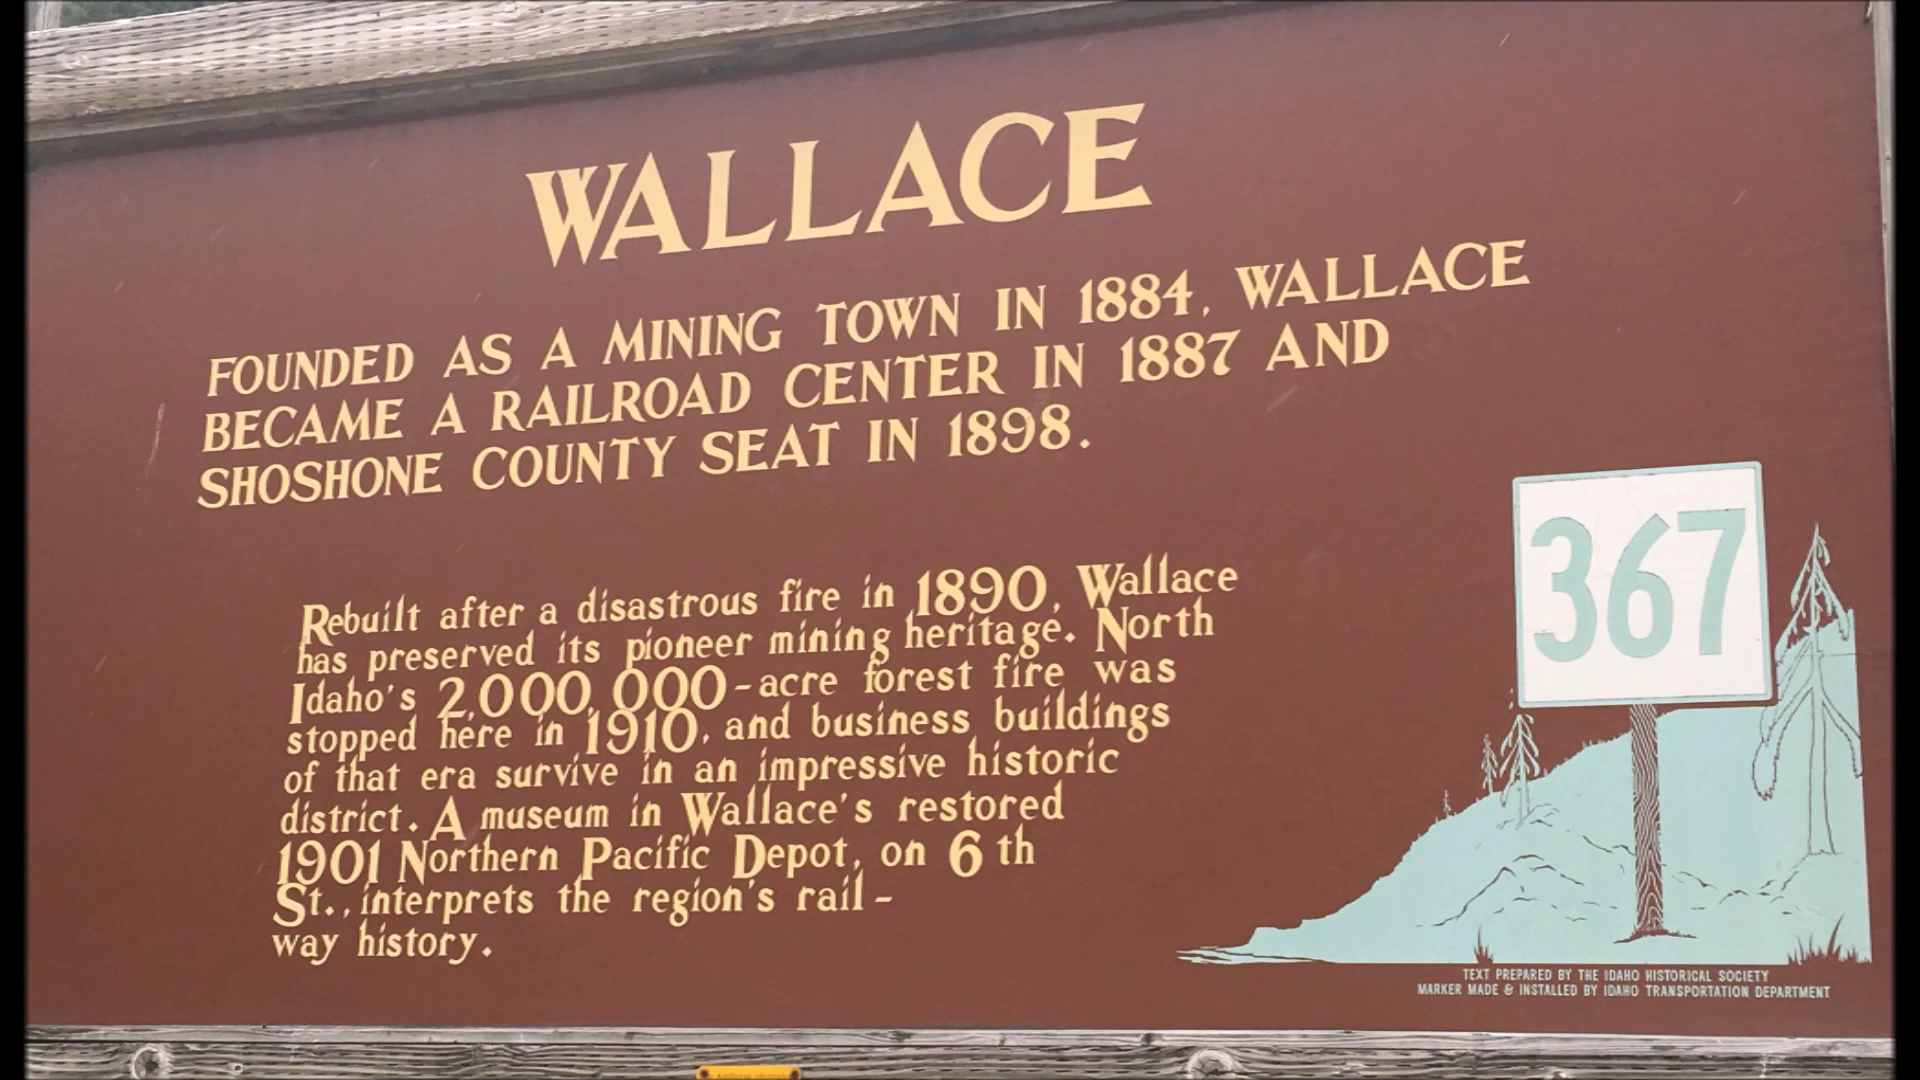 WALLACE
FOUNDED AS A MINING TOWN IN 1884, WALLACE
BECAME A RAILROAD CENTER IN 1887 AND
SHOSHONE COUNTY SEAT IN 1898.
Rebuilt after a disastrous fire in 1890, Wallace
has preserved its pioneer mining heritage. North
Idaho's 2,000,000-acre forest fire was
stopped here in 1910, and business buildings
of that era survive in an impressive historic
district. A museum in Wallace's restored
1901 Northern Pacific Depot, on 6th
St., interprets the region's rail-
way history.
367
TEXT PREPARED BY THE IDAHO HISTORICAL SOCIETY
MARKER MADE & INSTALLED BY IDAHO TRANSPORTATION DEPARTMENT